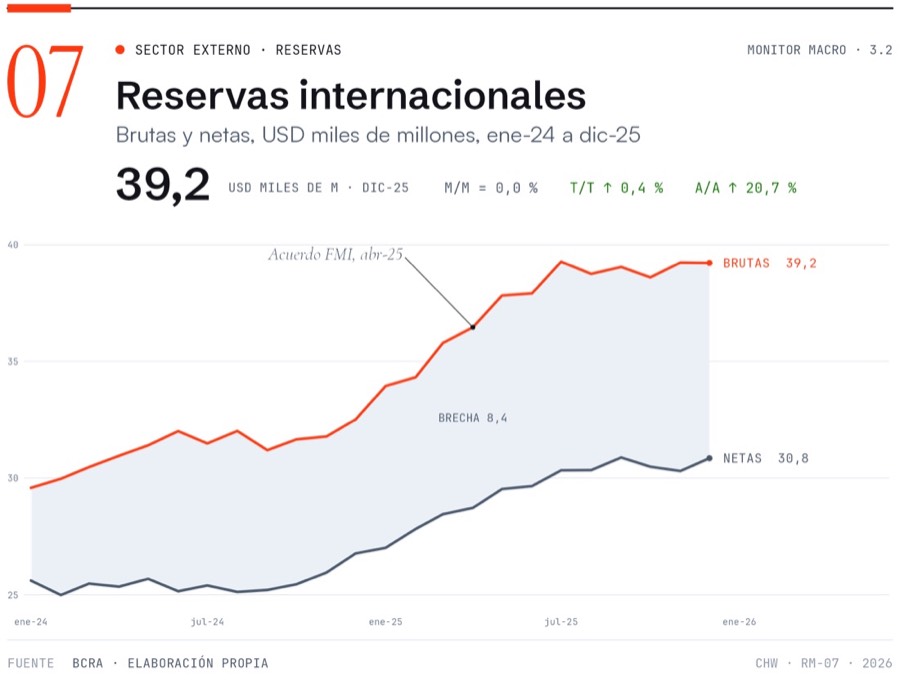 07
SECTOR EXTERNO · RESERVAS
MONITOR MACRO · 3.2
Reservas internacionales
Brutas y netas, USD miles de millones, ene-24 a dic-25
39,2 USD MILES DE M · DIC-25 M/M = 0,0 % T/T ↑ 0,4 % A/A ↑ 20,7 %
40
Acuerdo FMI, abr-25
BRUTAS 39,2
35
BRECHA 8,4
NETAS 30,8
30
25
ene-24 jul-24 ene-25 jul-25 ene-26
FUENTE BCRA · ELABORACIÓN PROPIA
CHW · RM-07 · 2026